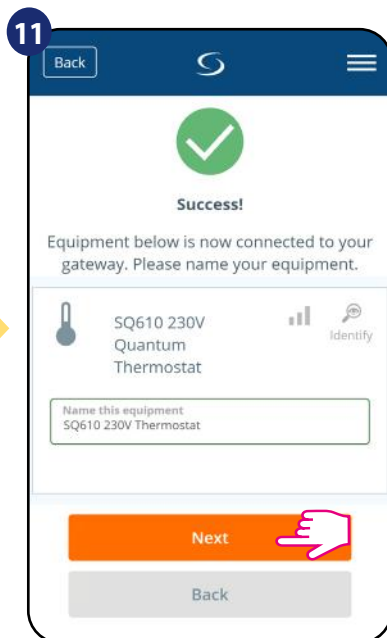 11
Back
Success!
Equipment below is now connected to your
gateway. Please name your equipment.
SQ610 230V
Quantum
Thermostat
Identify
Name this equipment
SQ610 230V Thermostat
Next
Back